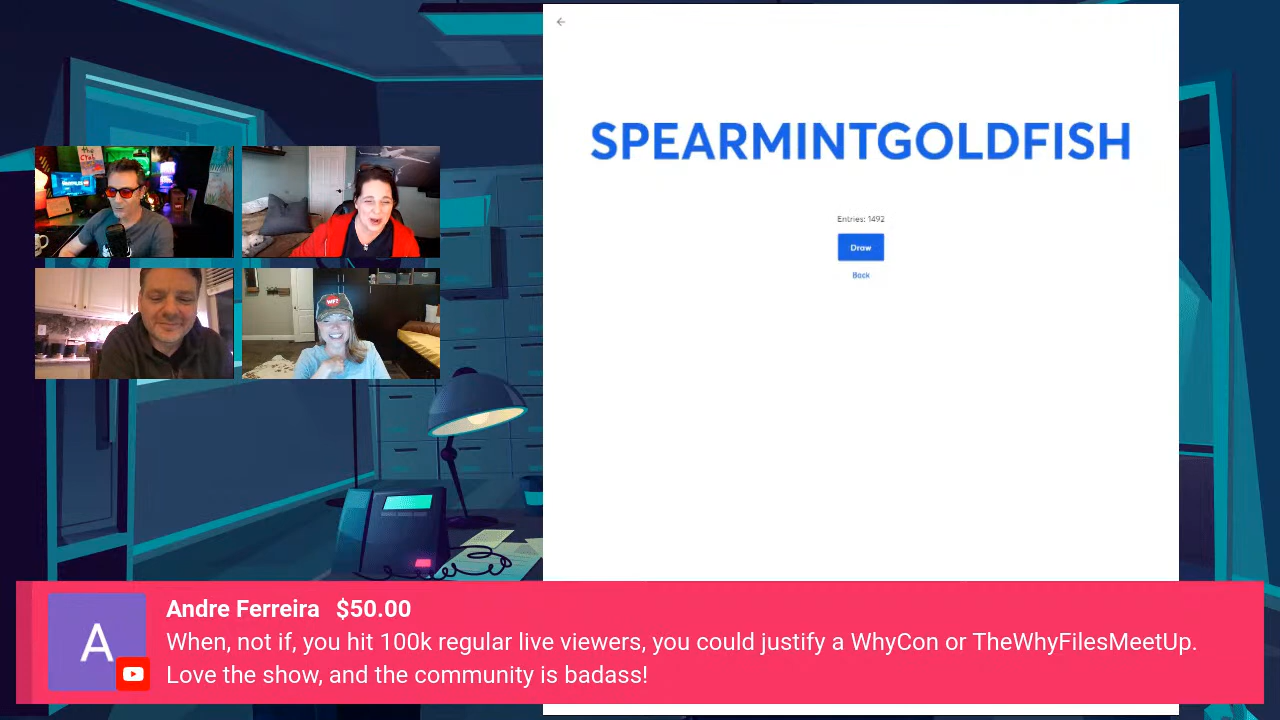 SPEARMINTGOLDFISH
Entries: 1492
Draw
Back
WF?
Andre Ferreira $50.00
A
When, not if, you hit 100k regular live viewers, you could justify a WhyCon or TheWhyFilesMeetUp.
Love the show, and the community is badass!